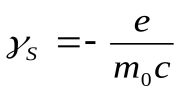 γ_S = - e / (m_0 c)